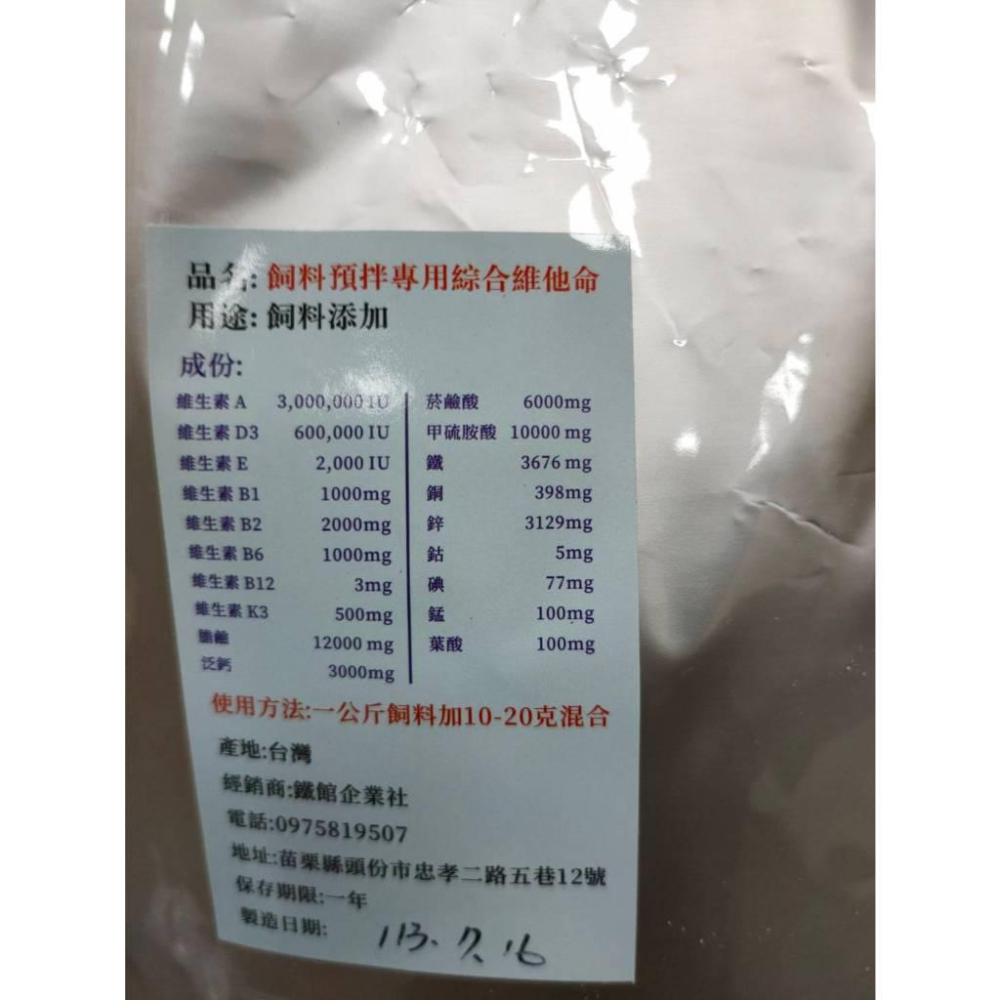 品名: 飼料預拌專用綜合維他命
用途: 飼料添加
成份:
維生素 A 3,000,000 IU
維生素 D3 600,000 IU
維生素 E 2,000 IU
維生素 B1 1000mg
維生素 B2 2000mg
維生素 B6 1000mg
維生素 B12 3mg
維生素 K3 500mg
膽鹼 12000 mg
泛鈣 3000mg
菸鹼酸 6000mg
甲硫胺酸 10000 mg
鐵 3676 mg
銅 398mg
鋅 3129mg
鈷 5mg
碘 77mg
錳 100mg
葉酸 100mg
使用方法:一公斤飼料加10-20克混合
產地:台灣
經銷商:鐵館企業社
電話:0975819507
地址:苗栗縣頭份市忠孝二路五巷12號
保存期限:一年
製造日期: 113.7.16